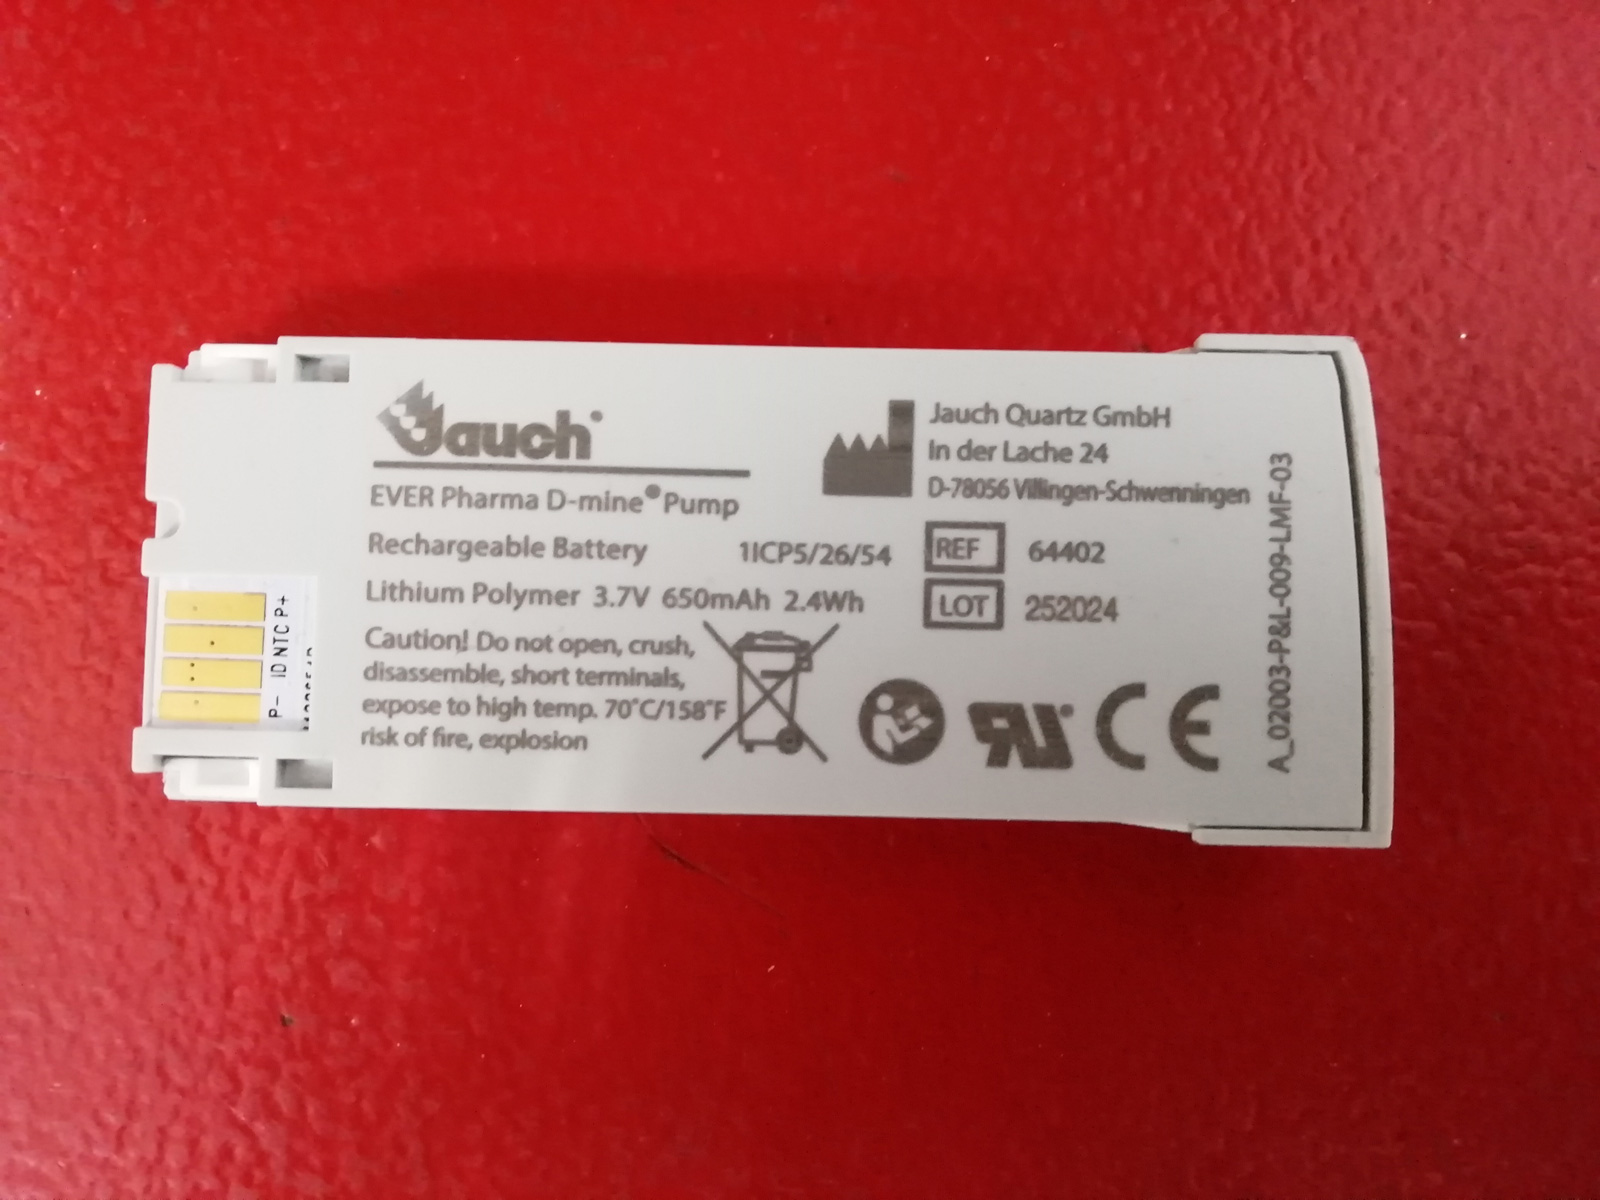 Jauch
EVER Pharma D-mine® Pump
Rechargeable Battery 1ICP5/26/54
Lithium Polymer 3.7V 650mAh 2.4Wh
Caution! Do not open, crush,
disassemble, short terminals,
expose to high temp. 70°C/158°F
risk of fire, explosion
Jauch Quartz GmbH
In der Lache 24
D-78056 Villingen-Schwenningen
REF 64402
LOT 252024
CE
A_02003-P&L-009-LMF-03
P- ID NTC P+